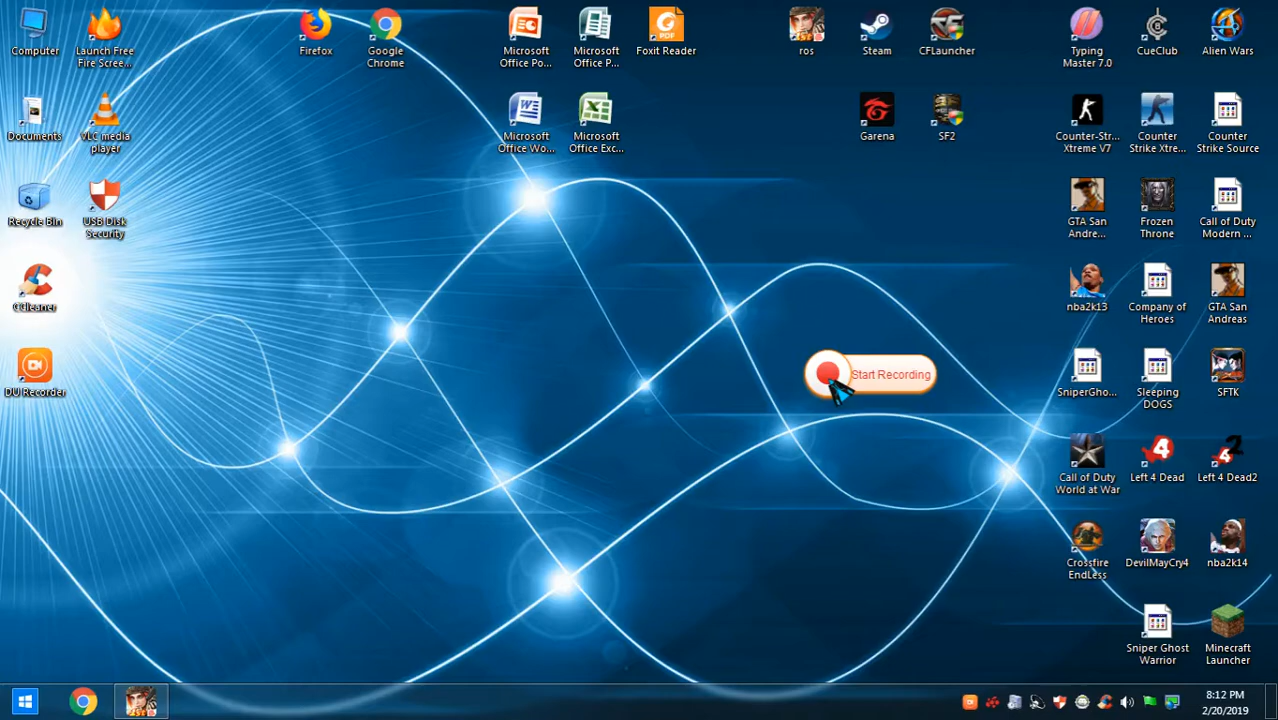 Computer
Launch Free
Fire Scree...
Firefox
Google
Chrome
Microsoft
Office Po...
Microsoft
Office P...
Foxit Reader
PDF
ros
Steam
CFLauncher
Typing
Master 7.0
CueClub
Alien Wars
Documents
VLC media
player
Microsoft
Office Wo...
Microsoft
Office Exc...
Garena
SF2
Counter-Str...
Xtreme V7
Counter
Strike Xtre...
Counter
Strike Source
Recycle Bin
USB Disk
Security
GTA San
Andre...
Frozen
Throne
Call of Duty
Modern ...
CCleaner
nba2k13
Company of
Heroes
GTA San
Andreas
DU Recorder
Start Recording
SniperGho...
Sleeping
DOGS
SFTK
Call of Duty
World at War
Left 4 Dead
Left 4 Dead2
Crossfire
EndLess
DevilMayCry4
nba2k14
Sniper Ghost
Warrior
Minecraft
Launcher
8:12 PM
2/20/2019